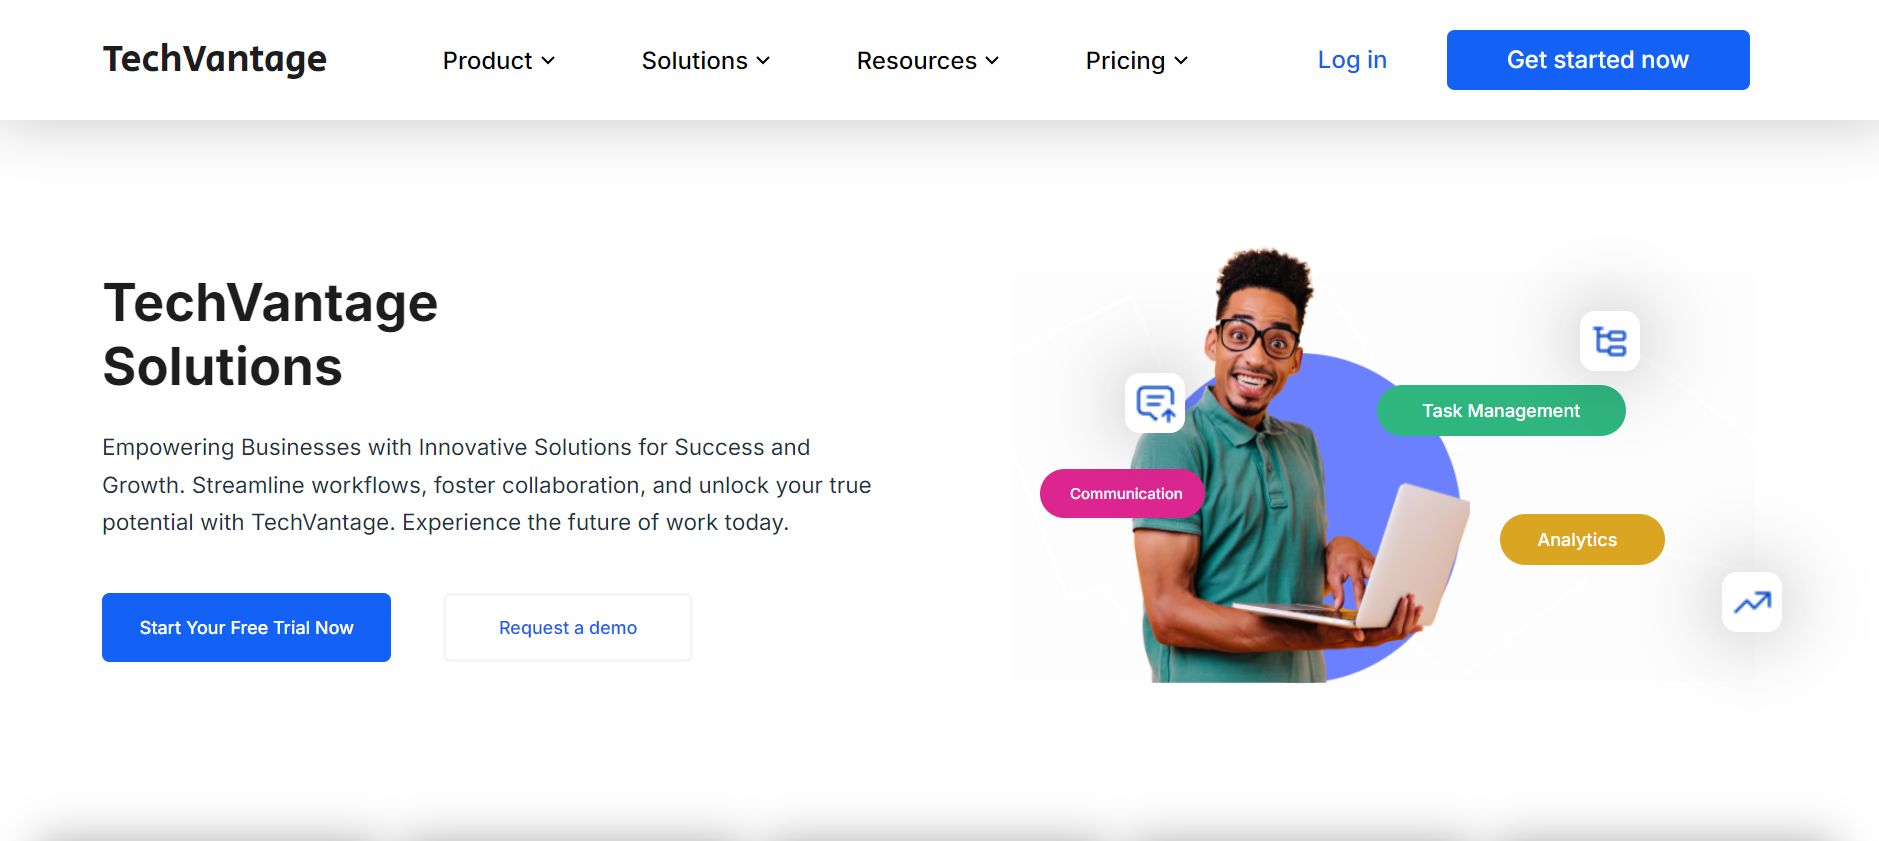 TechVantage
Product
Solutions
Resources
Pricing
Log in
Get started now
TechVantage
Solutions
Empowering Businesses with Innovative Solutions for Success and
Growth. Streamline workflows, foster collaboration, and unlock your true
potential with TechVantage. Experience the future of work today.
Start Your Free Trial Now
Request a demo
Task Management
Communication
Analytics